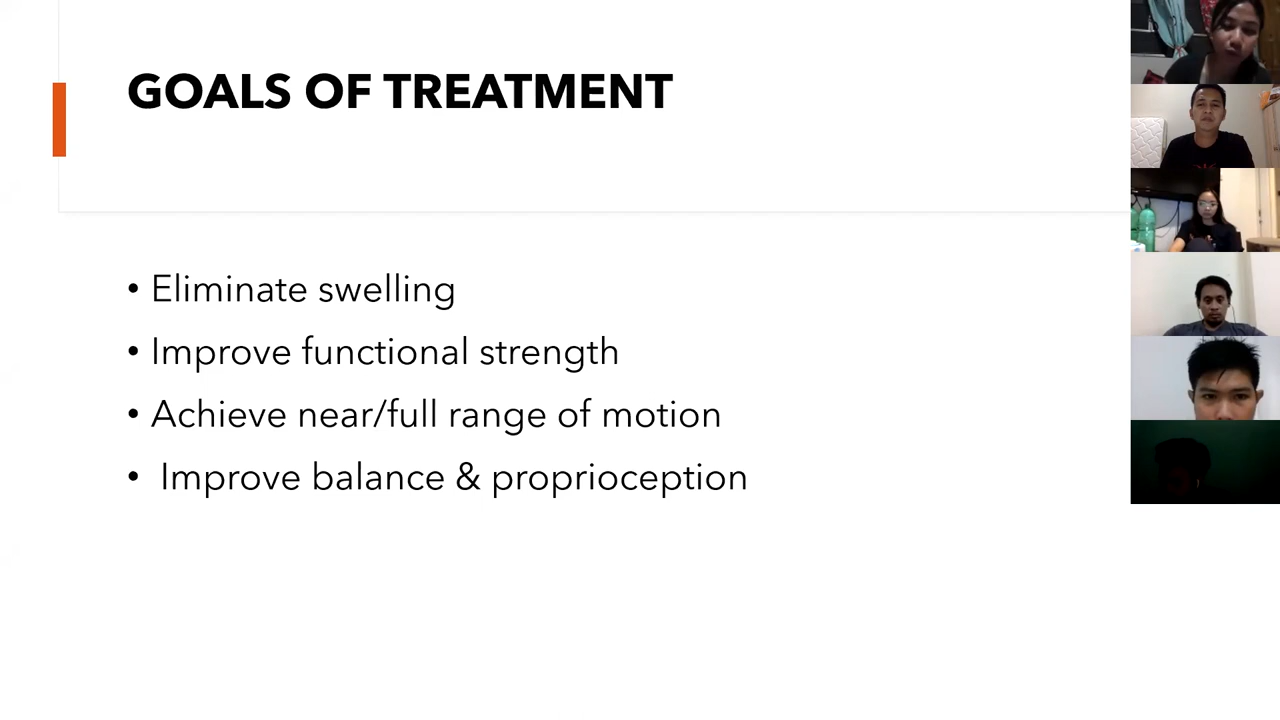 GOALS OF TREATMENT
• Eliminate swelling
• Improve functional strength
• Achieve near/full range of motion
• Improve balance & proprioception